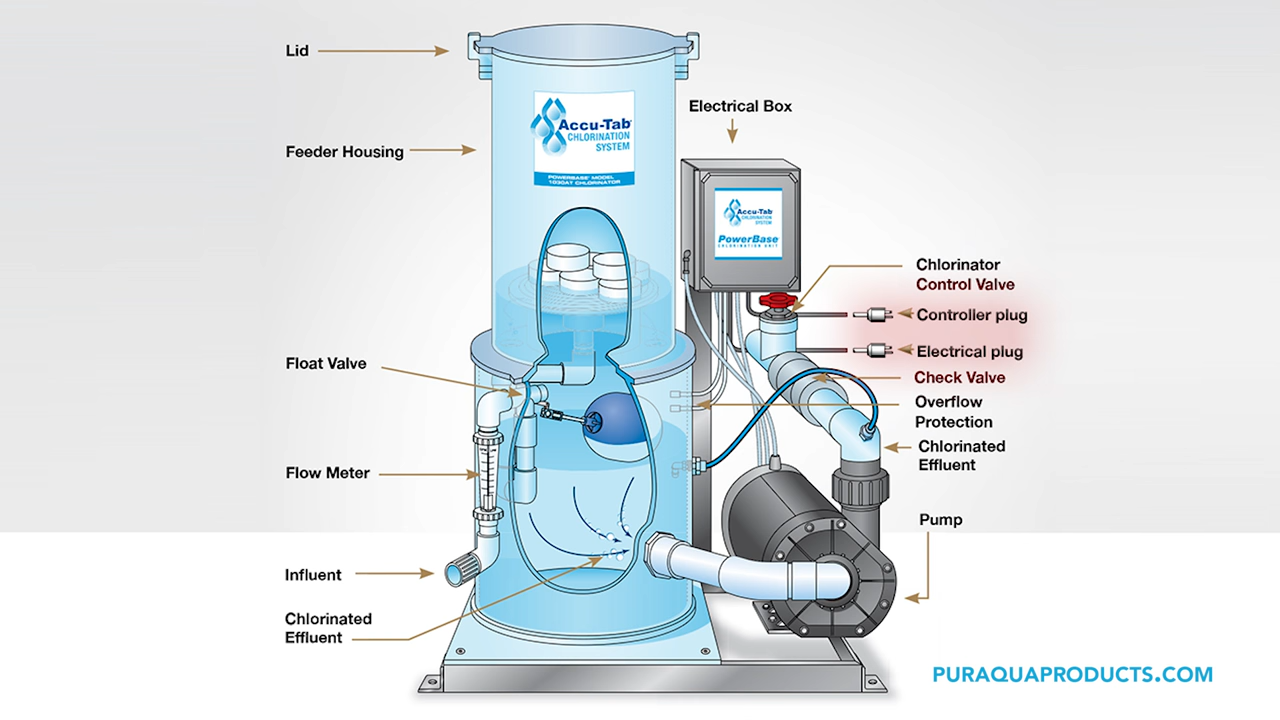 Lid
Feeder Housing
Accu-Tab®
CHLORINATION
SYSTEM
POWERBASE® MODEL
1030AT CHLORINATOR
Electrical Box
Accu-Tab®
CHLORINATION
SYSTEM
PowerBase
CHLORINATION UNIT
Chlorinator
Control Valve
Controller plug
Electrical plug
Check Valve
Overflow
Protection
Chlorinated
Effluent
Pump
Float Valve
Flow Meter
Influent
Chlorinated
Effluent
PURAQUAPRODUCTS.COM